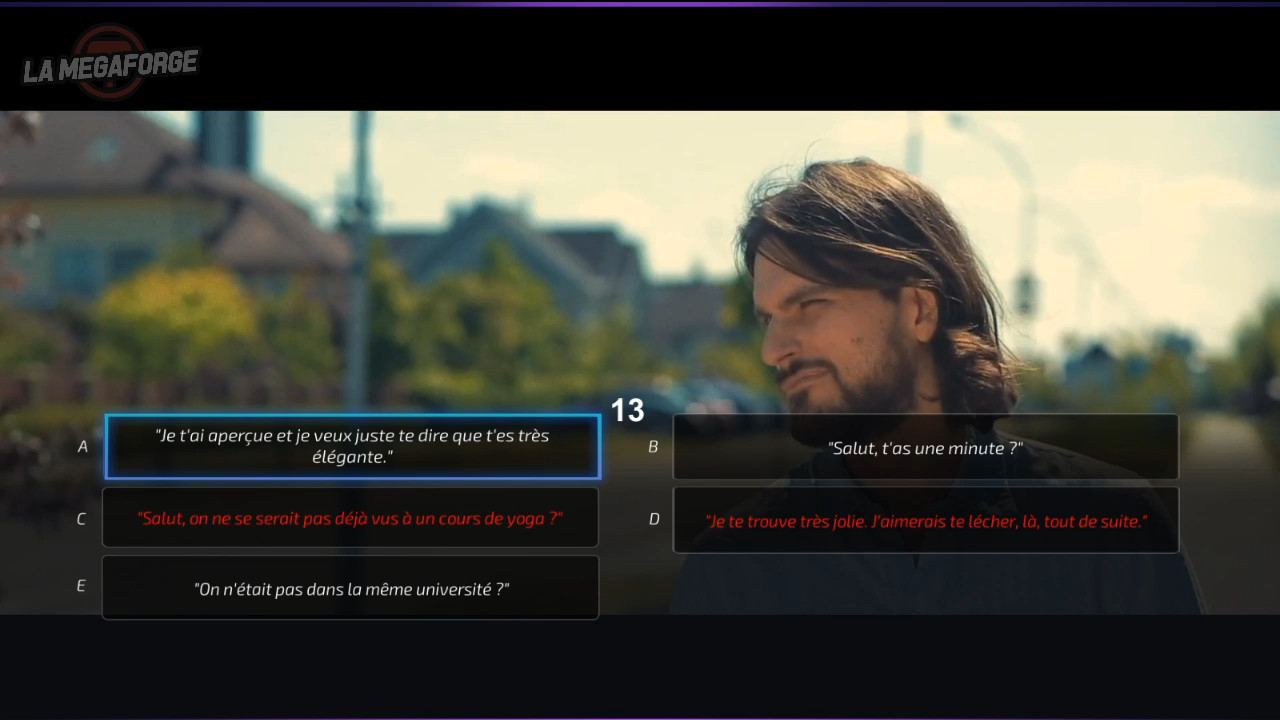 LA MEGAFORGE
13
A
"Je t'ai aperçue et je veux juste te dire que t'es très
élégante."
B
"Salut, t'as une minute ?"
C
"Salut, on ne se serait pas déjà vus à un cours de yoga ?"
D
"Je te trouve très jolie. J'aimerais te lécher, là, tout de suite."
E
"On n'était pas dans la même université ?"